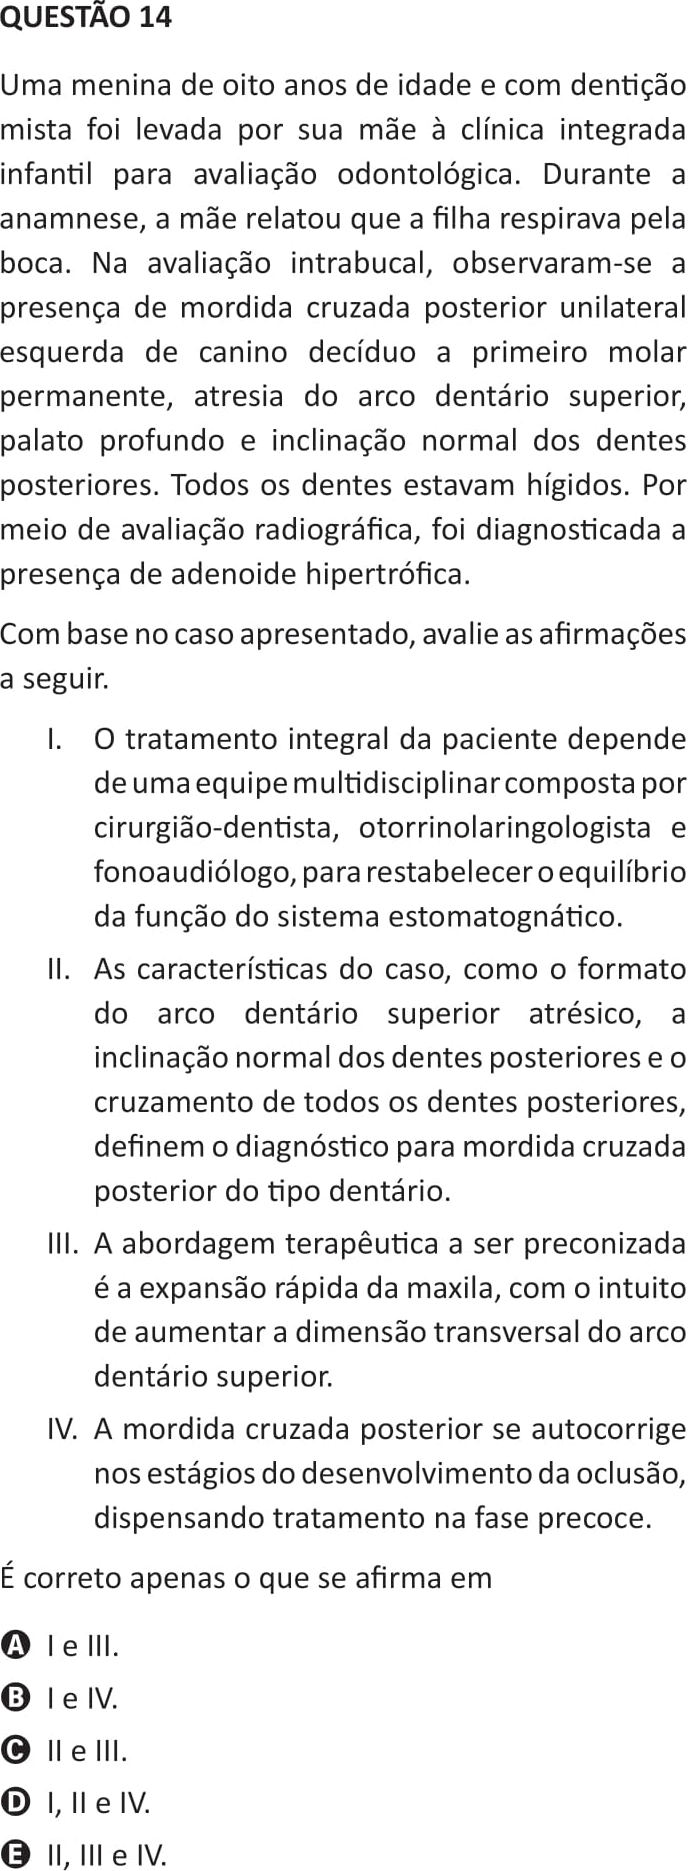 QUESTÃO 14
Uma menina de oito anos de idade e com dentição
mista foi levada por sua mãe à clínica integrada
infantil para avaliação odontológica. Durante a
anamnese, a mãe relatou que a filha respirava pela
boca. Na avaliação intrabucal, observaram-se a
presença de mordida cruzada posterior unilateral
esquerda de canino decíduo a primeiro molar
permanente, atresia do arco dentário superior,
palato profundo e inclinação normal dos dentes
posteriores. Todos os dentes estavam hígidos. Por
meio de avaliação radiográfica, foi diagnosticada a
presença de adenoide hipertrófica.
Com base no caso apresentado, avalie as afirmações
a seguir.
I. O tratamento integral da paciente depende
de uma equipe multidisciplinar composta por
cirurgião-dentista, otorrinolaringologista e
fonoaudiólogo, para restabelecer o equilíbrio
da função do sistema estomatognático.
II. As características do caso, como o formato
do arco dentário superior atrésico, a
inclinação normal dos dentes posteriores e o
cruzamento de todos os dentes posteriores,
definem o diagnóstico para mordida cruzada
posterior do tipo dentário.
III. A abordagem terapêutica a ser preconizada
é a expansão rápida da maxila, com o intuito
de aumentar a dimensão transversal do arco
dentário superior.
IV. A mordida cruzada posterior se autocorrige
nos estágios do desenvolvimento da oclusão,
dispensando tratamento na fase precoce.
É correto apenas o que se afirma em
A I e III.
B I e IV.
C II e III.
D I, II e IV.
E II, III e IV.